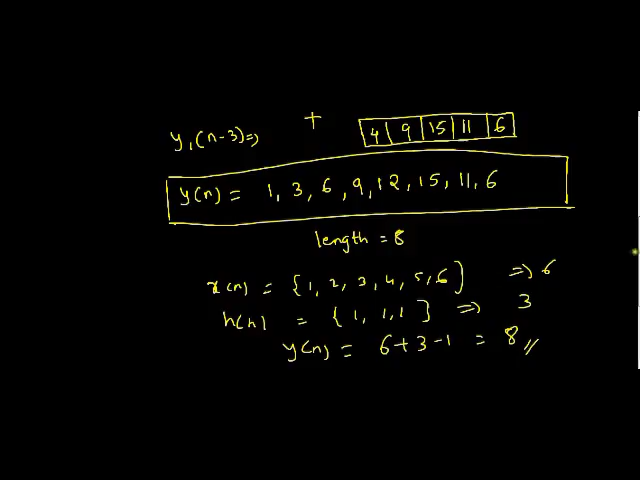 y,(n-3)=> + 4 9 15 11 6
y(n) = 1, 3, 6, 9, 12, 15, 11, 6
length = 8
x(n) = {1, 2, 3, 4, 5, 6} => 6
h(n) = {1, 1, 1} => 3
y(n) = 6+3-1 = 8//